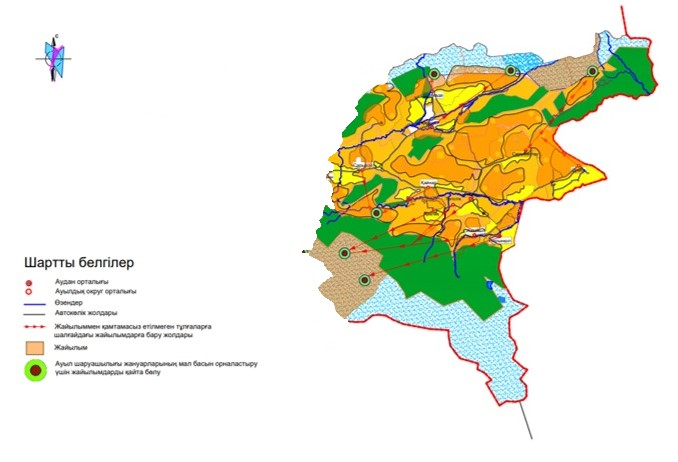 С
Шартты белгілер
Аудан орталығы
Ауылдық округ орталығы
Өзендер
Автокөлік жолдары
Жайылыммен қамтамасыз етілмеген тұлғаларға
шалғайдағы жайылымдарға бару жолдары
Жайылым
Ауыл шаруашылығы жануарларының мал басын орналастыру
үшін жайылымдарды қайта бөлу